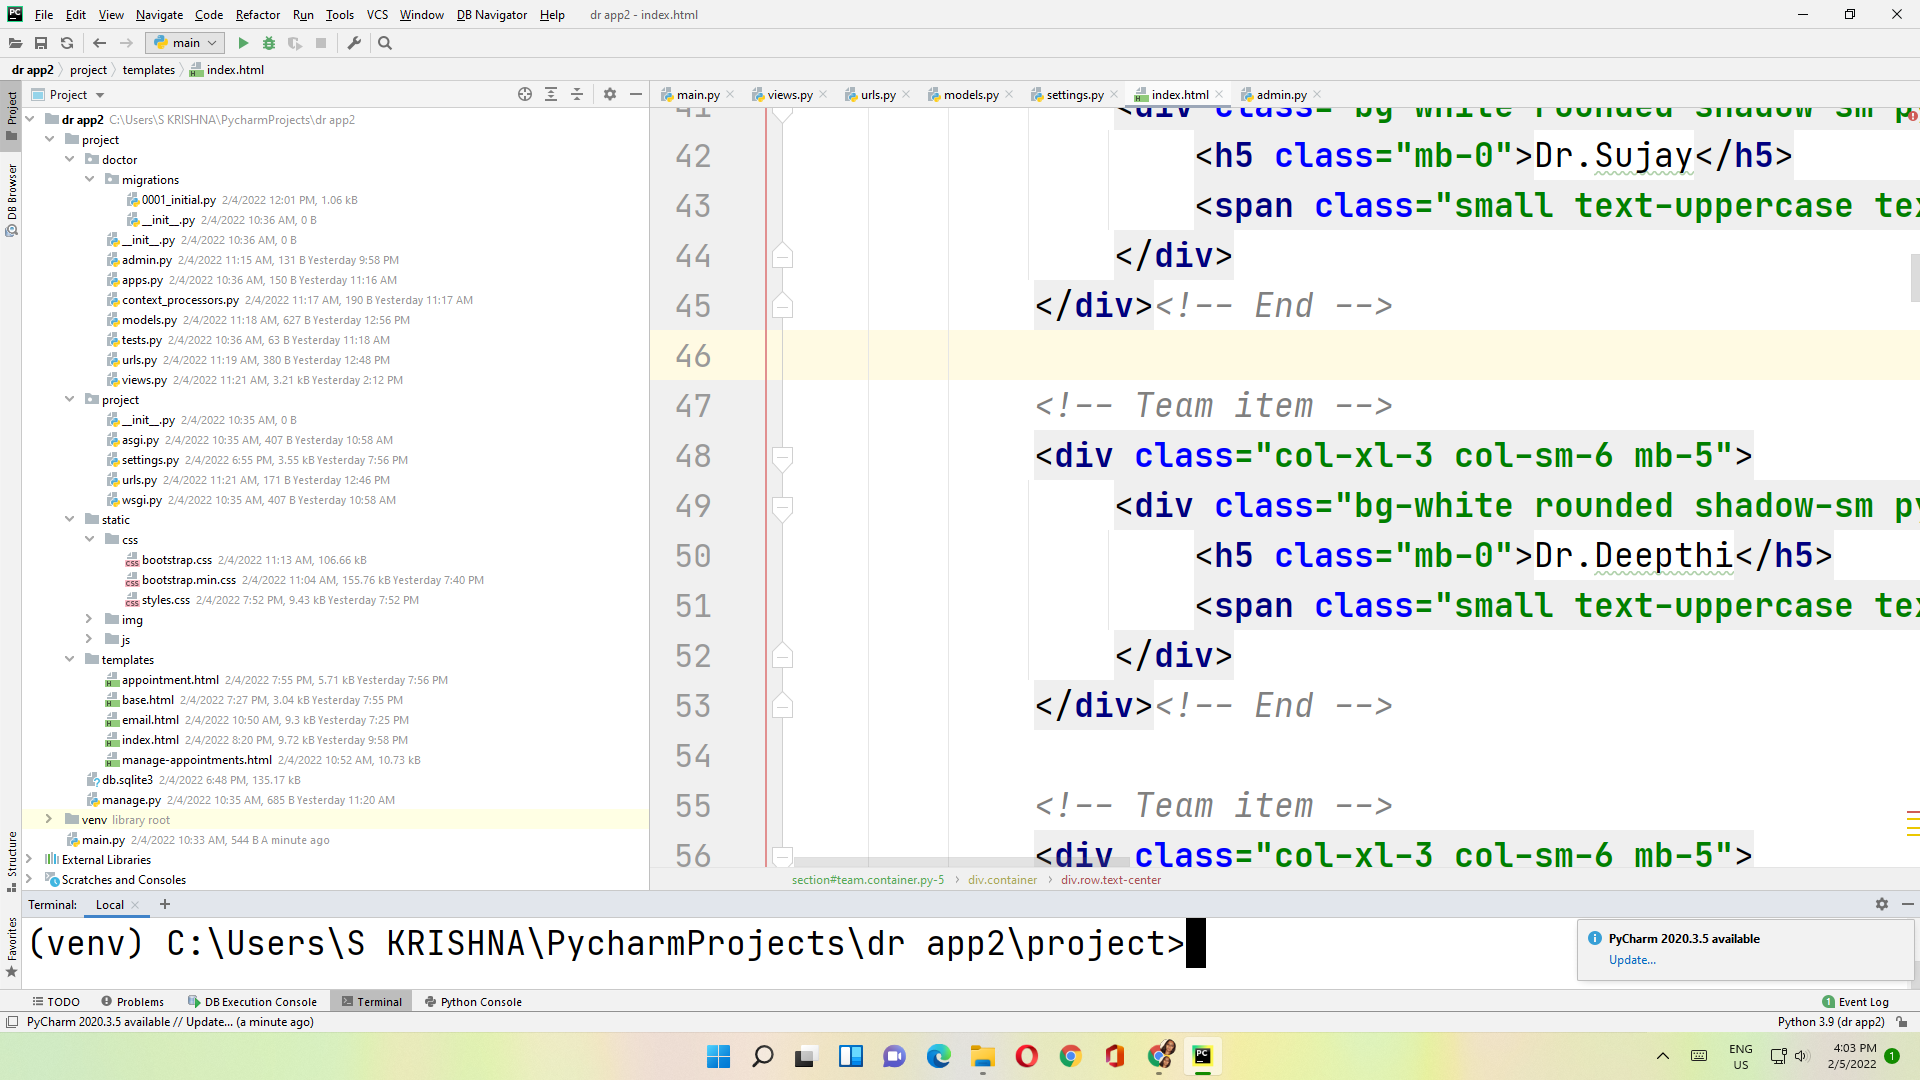 File Edit View Navigate Code Refactor Run Tools VCS Window DB Navigator Help dr app2 - index.html
main
dr app2 project templates index.html
Project
main.py views.py urls.py models.py settings.py index.html admin.py
dr app2 C:\Users\S KRISHNA\PycharmProjects\dr app2
project
doctor
migrations
0001_initial.py 2/4/2022 12:01 PM, 1.06 kB
__init__.py 2/4/2022 10:36 AM, 0 B
__init__.py 2/4/2022 10:36 AM, 0 B
admin.py 2/4/2022 11:15 AM, 131 B Yesterday 9:58 PM
apps.py 2/4/2022 10:36 AM, 150 B Yesterday 11:16 AM
context_processors.py 2/4/2022 11:17 AM, 190 B Yesterday 11:17 AM
models.py 2/4/2022 11:18 AM, 627 B Yesterday 12:56 PM
tests.py 2/4/2022 10:36 AM, 63 B Yesterday 11:18 AM
urls.py 2/4/2022 11:19 AM, 380 B Yesterday 12:48 PM
views.py 2/4/2022 11:21 AM, 3.21 kB Yesterday 2:12 PM
project
__init__.py 2/4/2022 10:35 AM, 0 B
asgi.py 2/4/2022 10:35 AM, 407 B Yesterday 10:58 AM
settings.py 2/4/2022 6:55 PM, 3.55 kB Yesterday 7:56 PM
urls.py 2/4/2022 11:21 AM, 171 B Yesterday 12:46 PM
wsgi.py 2/4/2022 10:35 AM, 407 B Yesterday 10:58 AM
static
css
bootstrap.css 2/4/2022 11:13 AM, 106.66 kB
bootstrap.min.css 2/4/2022 11:04 AM, 155.76 kB Yesterday 7:40 PM
styles.css 2/4/2022 7:52 PM, 9.43 kB Yesterday 7:52 PM
img
js
templates
appointment.html 2/4/2022 7:55 PM, 5.71 kB Yesterday 7:56 PM
base.html 2/4/2022 7:27 PM, 3.04 kB Yesterday 7:55 PM
email.html 2/4/2022 10:50 AM, 9.3 kB Yesterday 7:25 PM
index.html 2/4/2022 8:20 PM, 9.72 kB Yesterday 9:58 PM
manage-appointments.html 2/4/2022 10:52 AM, 10.73 kB
db.sqlite3 2/4/2022 6:48 PM, 135.17 kB
manage.py 2/4/2022 10:35 AM, 685 B Yesterday 11:20 AM
venv library root
main.py 2/4/2022 10:33 AM, 544 B A minute ago
External Libraries
Scratches and Consoles
Project
DB Browser
Structure
Favorites
41 <div class="bg-white rounded shadow-sm p
42 <h5 class="mb-0">Dr.Sujay</h5>
43 <span class="small text-uppercase tex
44 </div>
45 </div><!-- End -->
46
47 <!-- Team item -->
48 <div class="col-xl-3 col-sm-6 mb-5">
49 <div class="bg-white rounded shadow-sm py
50 <h5 class="mb-0">Dr.Deepthi</h5>
51 <span class="small text-uppercase tex
52 </div>
53 </div><!-- End -->
54
55 <!-- Team item -->
56 <div class="col-xl-3 col-sm-6 mb-5">
section#team.container.py-5 div.container div.row.text-center
Terminal: Local
(venv) C:\Users\S KRISHNA\PycharmProjects\dr app2\project>
PyCharm 2020.3.5 available
Update...
TODO Problems DB Execution Console Terminal Python Console 1 Event Log
PyCharm 2020.3.5 available // Update... (a minute ago) Python 3.9 (dr app2)
ENG
US
4:03 PM
2/5/2022
1